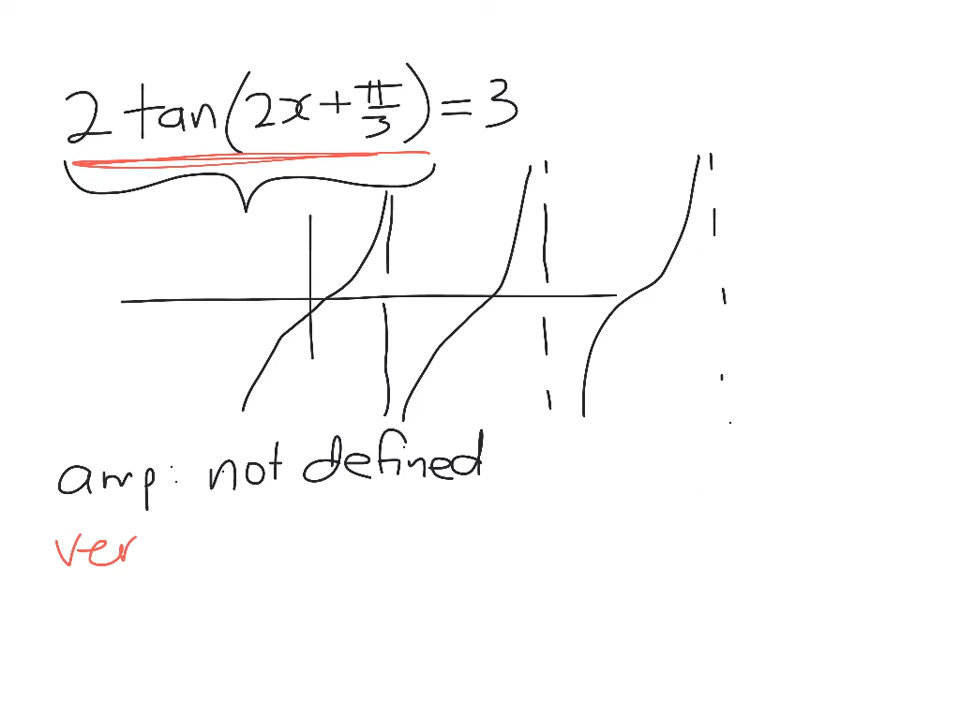 2 tan(2x+π/3)=3
amp: not defined
ver